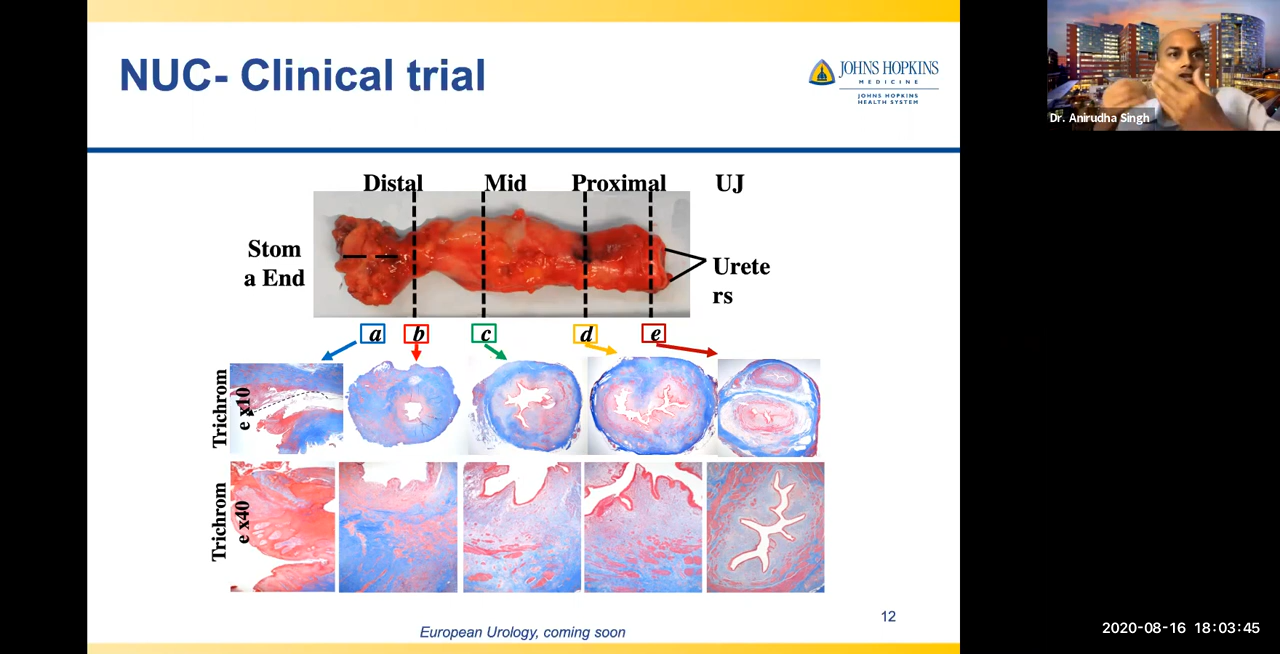 NUC- Clinical trial
JOHNS HOPKINS
MEDICINE
JOHNS HOPKINS
HEALTH SYSTEM
Dr. Anirudha Singh
Distal Mid Proximal UJ
Stom
a End
Urete
rs
a b c d e
Trichrom
e x10
Trichrom
e x40
12
European Urology, coming soon
2020-08-16 18:03:45